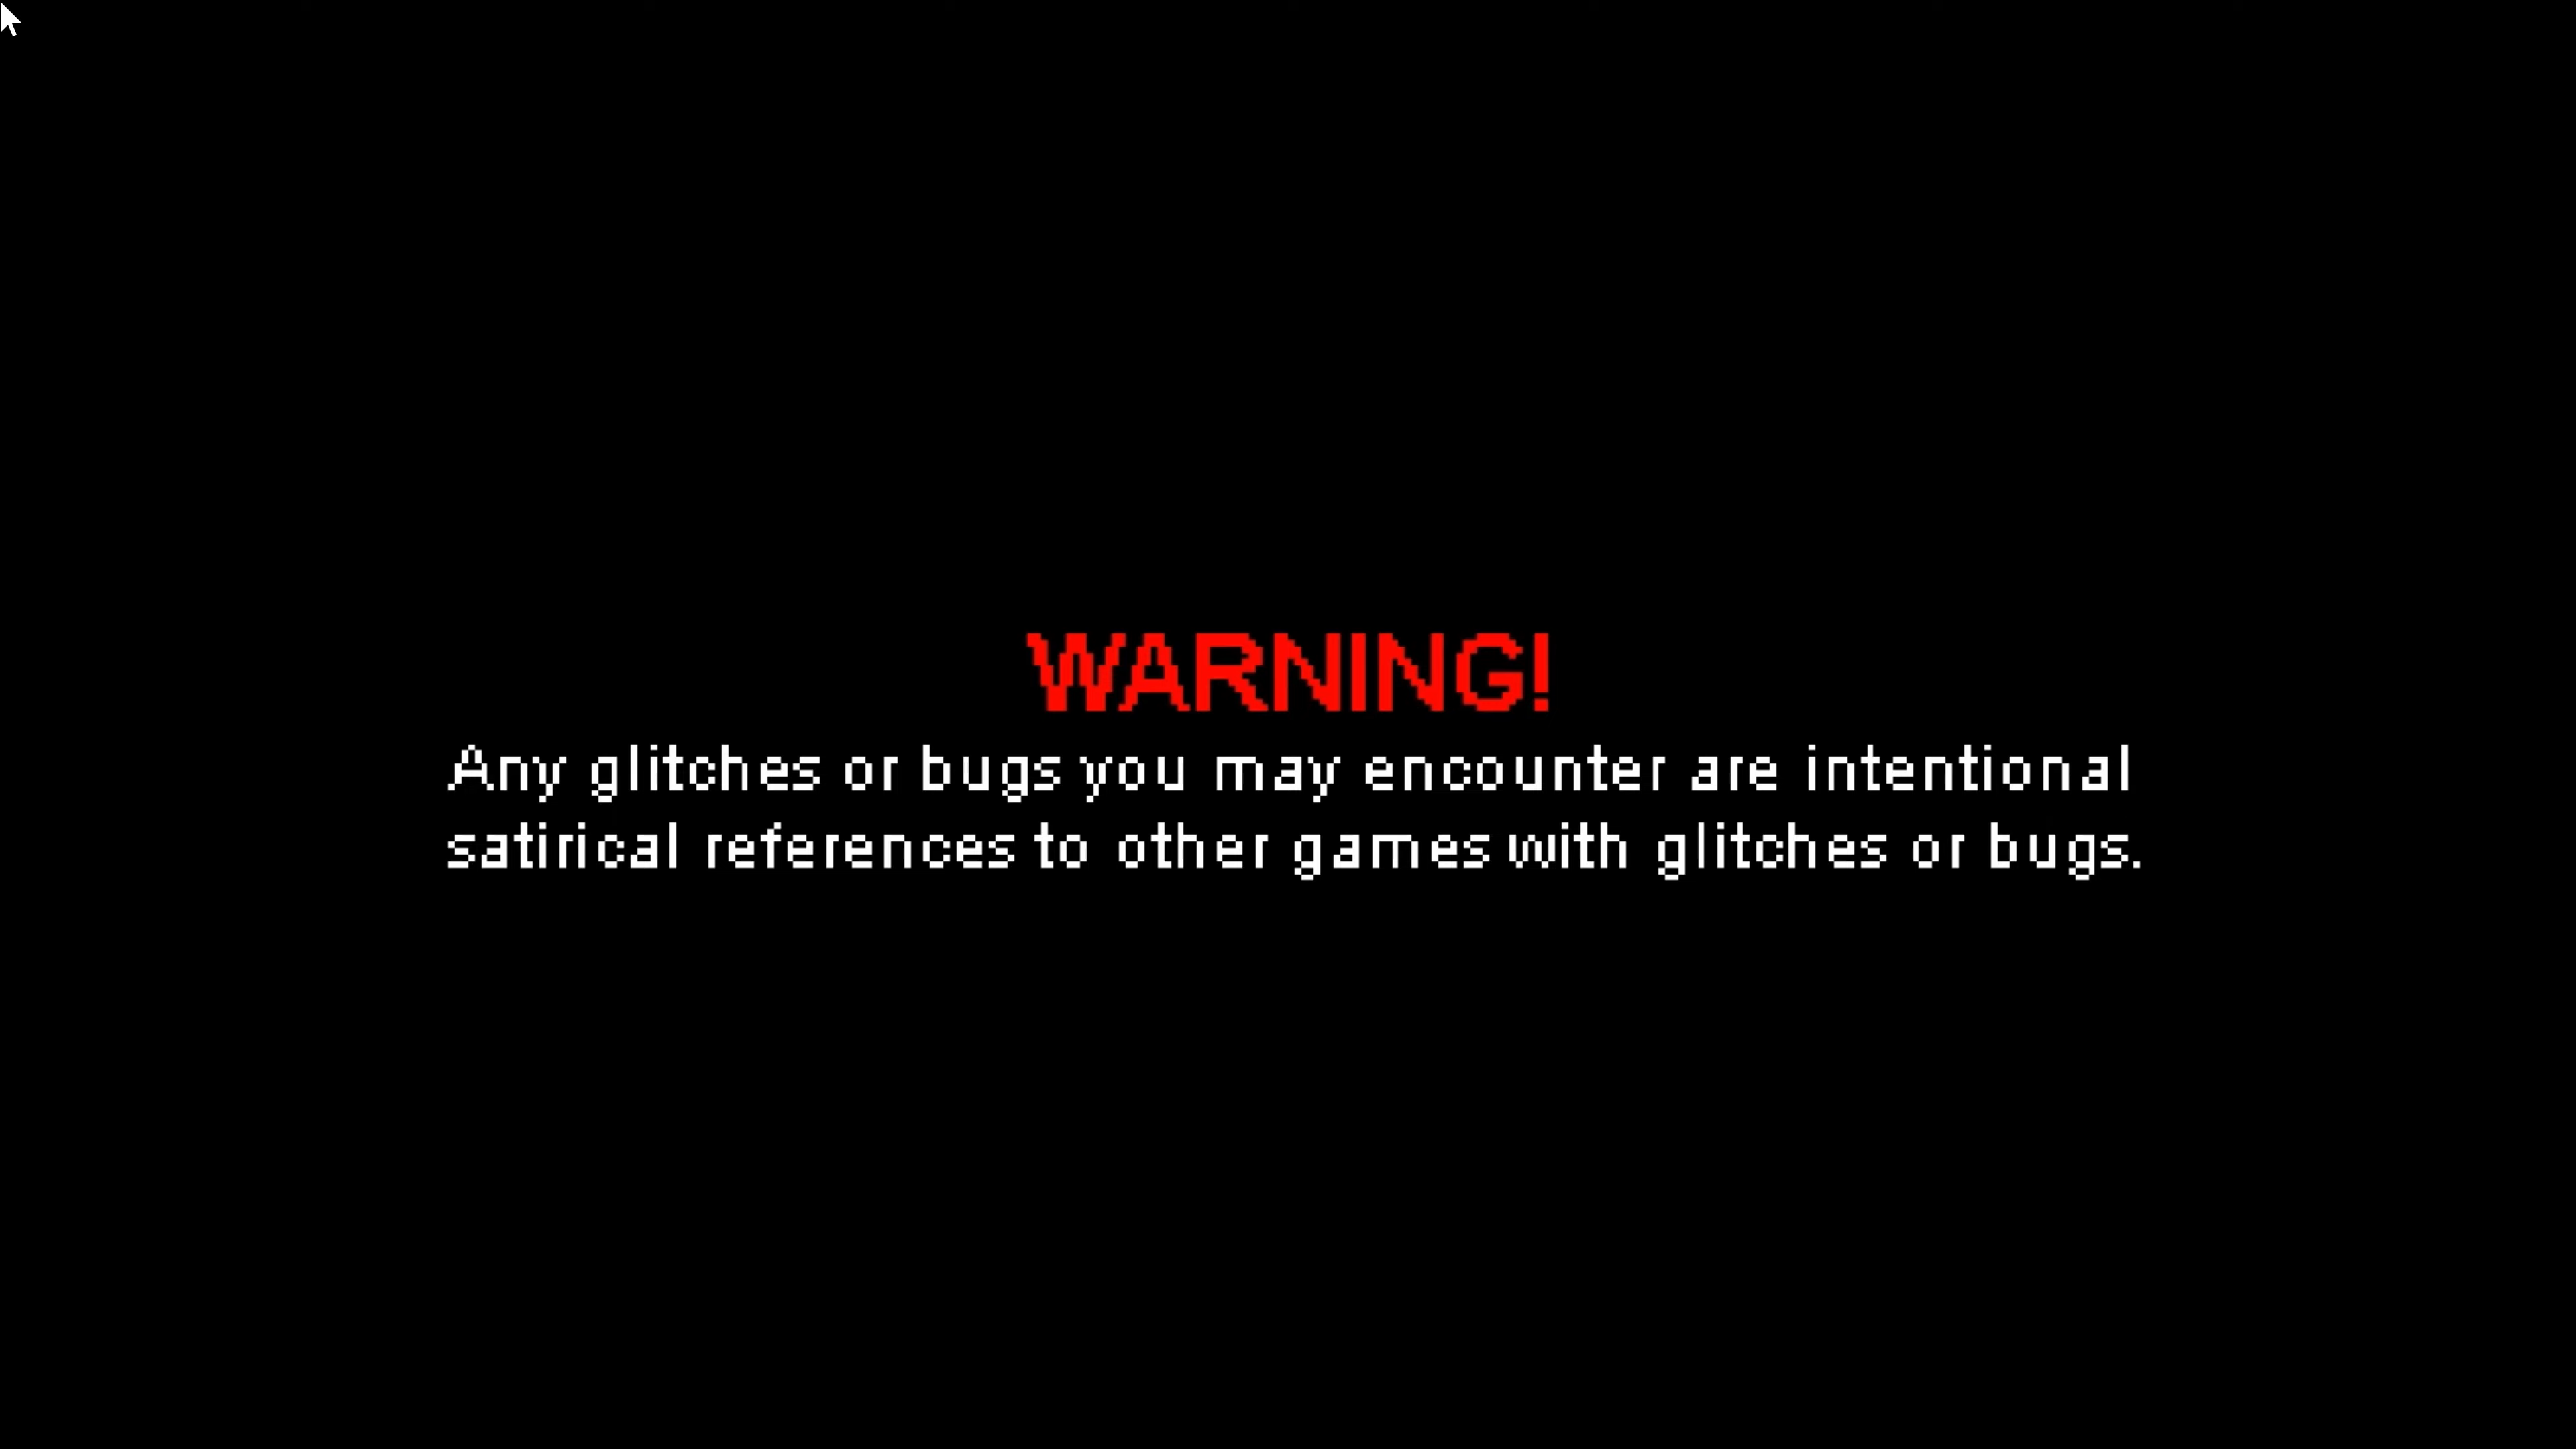 WARNING!
Any glitches or bugs you may encounter are intentional
satirical references to other games with glitches or bugs.